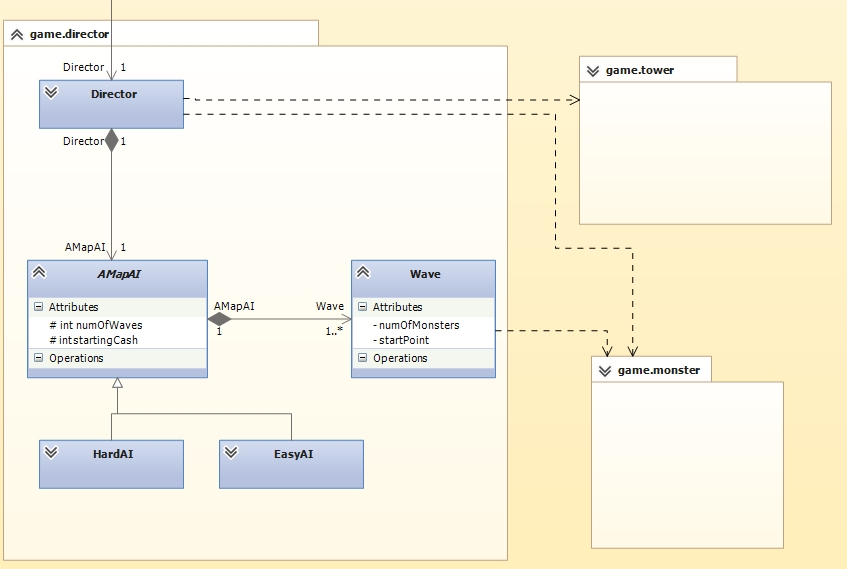 game.director
Director 1
Director
Director 1
AMapAI 1
AMapAI
Attributes
# int numOfWaves
# intstartingCash
Operations
AMapAI
1
Wave
1..*
Wave
Attributes
- numOfMonsters
- startPoint
Operations
HardAI
EasyAI
game.tower
game.monster